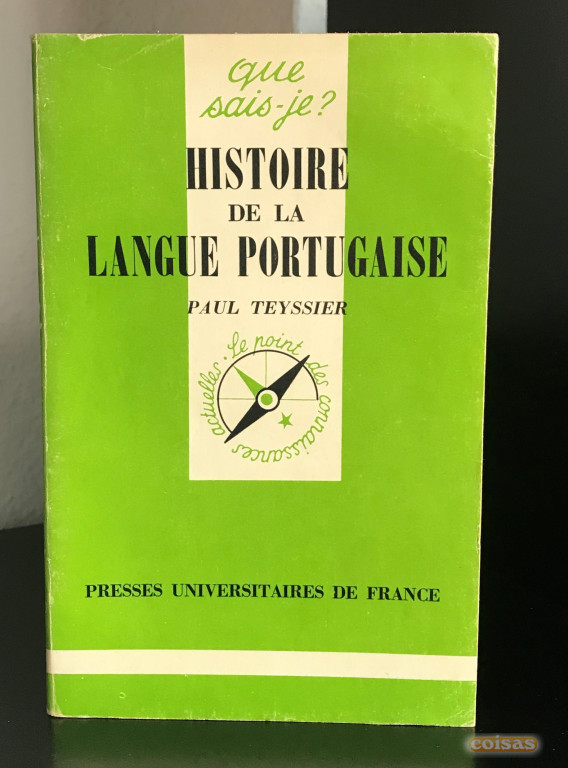 que
sais-je?
HISTOIRE
DE LA
LANGUE PORTUGAISE
PAUL TEYSSIER
Le point des connaissances actuelles.
PRESSES UNIVERSITAIRES DE FRANCE
coisas